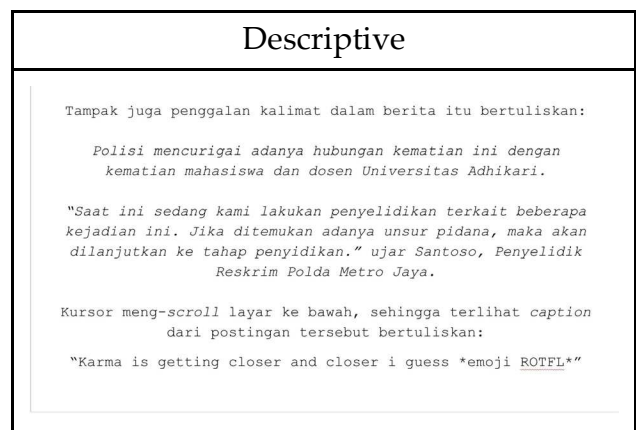 Descriptive
Tampak juga penggalan kalimat dalam berita itu bertuliskan:
Polisi mencurigai adanya hubungan kematian ini dengan
kematian mahasiswa dan dosen Universitas Adhikari.
“Saat ini sedang kami lakukan penyelidikan terkait beberapa
kejadian ini. Jika ditemukan adanya unsur pidana, maka akan
dilanjutkan ke tahap penyidikan.” ujar Santoso, Penyelidik
Reskrim Polda Metro Jaya.
Kursor meng-scroll layar ke bawah, sehingga terlihat caption
dari postingan tersebut bertuliskan:
“Karma is getting closer and closer i guess *emoji ROTFL*”